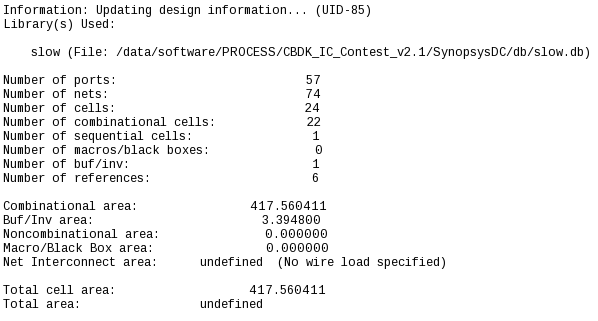 Information: Updating design information... (UID-85)
Library(s) Used:
slow (File: /data/software/PROCESS/CBDK_IC_Contest_v2.1/SynopsysDC/db/slow.db)
Number of ports: 57
Number of nets: 74
Number of cells: 24
Number of combinational cells: 22
Number of sequential cells: 1
Number of macros/black boxes: 0
Number of buf/inv: 1
Number of references: 6
Combinational area: 417.560411
Buf/Inv area: 3.394800
Noncombinational area: 0.000000
Macro/Black Box area: 0.000000
Net Interconnect area: undefined (No wire load specified)
Total cell area: 417.560411
Total area: undefined